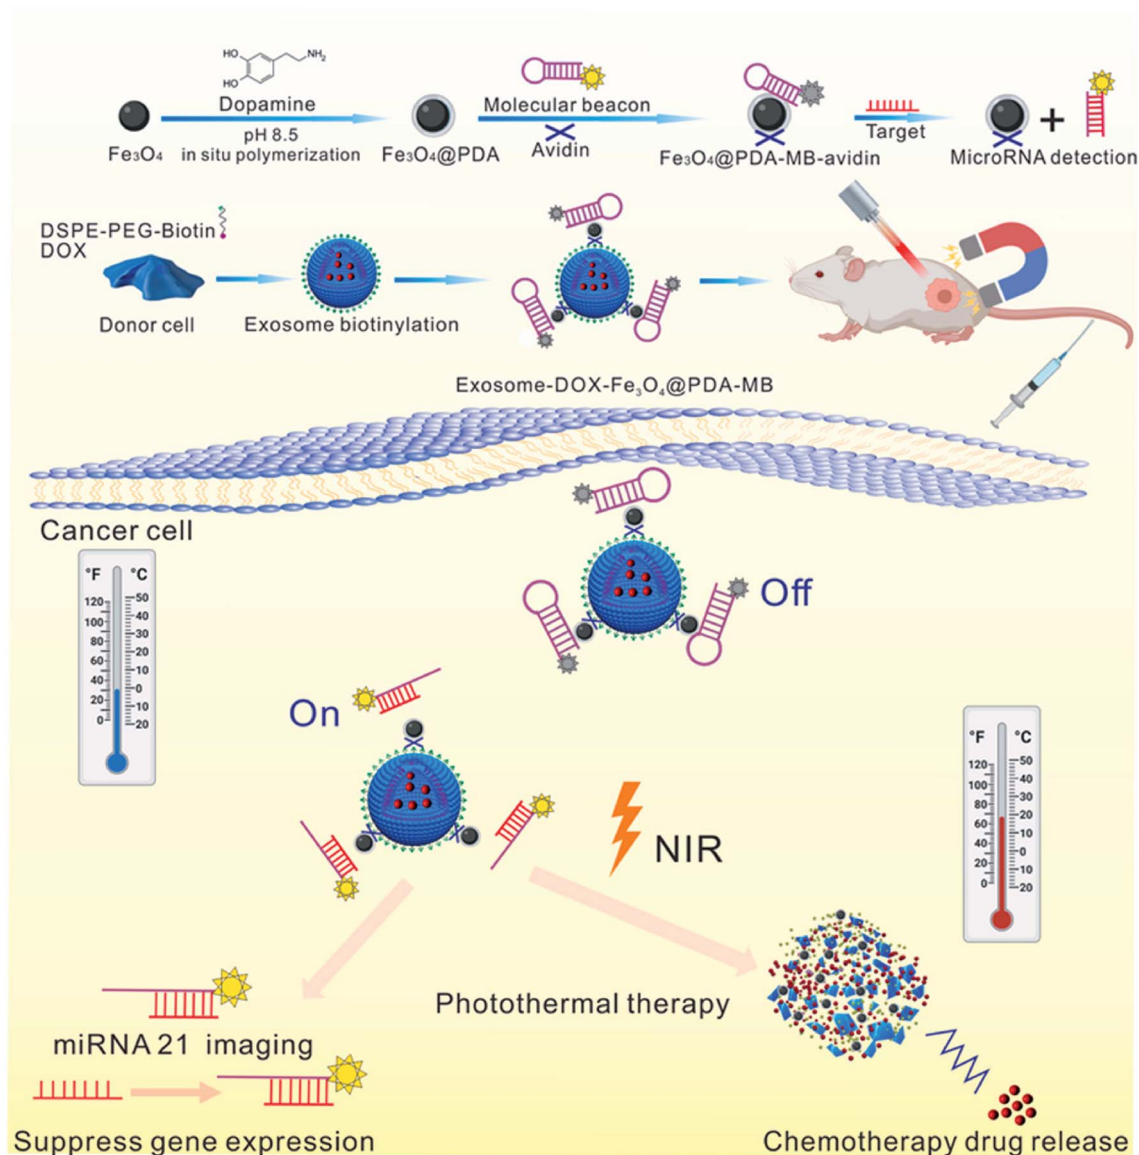 HO
NH₂
HO
Dopamine
pH 8.5
in situ polymerization
Molecular beacon
Avidin
Target
+
Fe₃O₄
Fe₃O₄@PDA
Fe₃O₄@PDA-MB-avidin
MicroRNA detection
DSPE-PEG-Biotin
DOX
Donor cell
Exosome biotinylation
Exosome-DOX-Fe₃O₄@PDA-MB
Cancer cell
°F °C
120
100
80
60
40
20
0
50
40
30
20
10
0
10
20
Off
On
NIR
°F °C
120
100
80
60
40
20
0
50
40
30
20
10
0
10
20
Photothermal therapy
miRNA 21 imaging
Suppress gene expression
Chemotherapy drug release